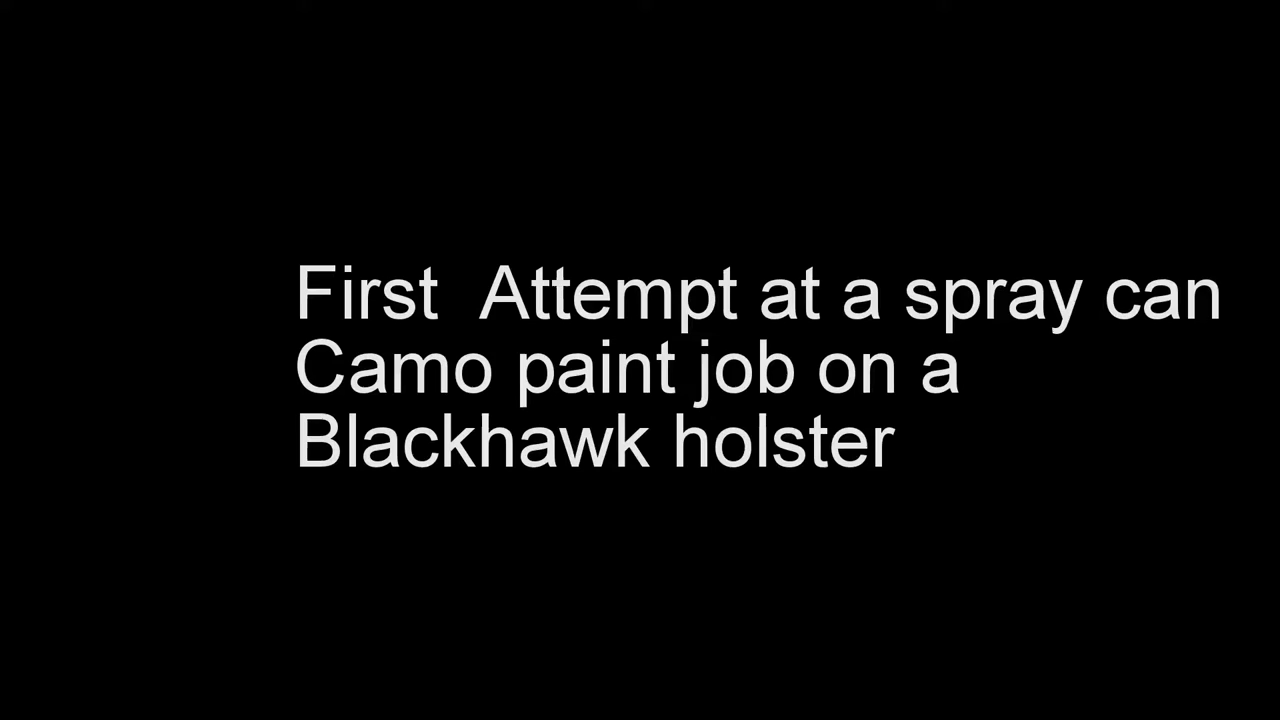 First  Attempt at a spray can
Camo paint job on a
Blackhawk holster